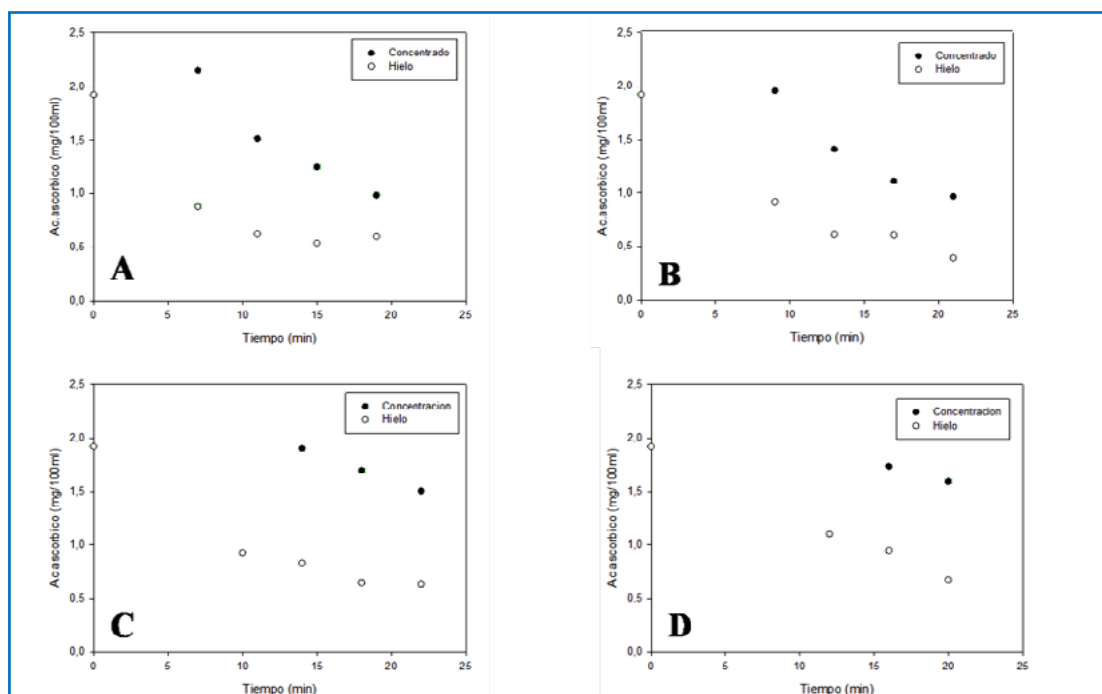 2,5
2,0
1,5
1,0
0,5
0,0
Ac.ascorbico (mg/100ml)
Concentrado
Hielo
A
0 5 10 15 20 25
Tiempo (min)
2,5
2,0
1,5
1,0
0,5
0,0
Ac.ascorbico (mg/100ml)
Concentrado
Hielo
B
0 5 10 15 20 25
Tiempo (min)
2,5
2,0
1,5
1,0
0,5
0,0
Ac.ascorbico (mg/100ml)
Concentracion
Hielo
C
0 5 10 15 20 25
Tiempo (min)
2,5
2,0
1,5
1,0
0,5
0,0
Ac.ascorbico (mg/100ml)
Concentracion
Hielo
D
0 5 10 15 20 25
Tiempo (min)